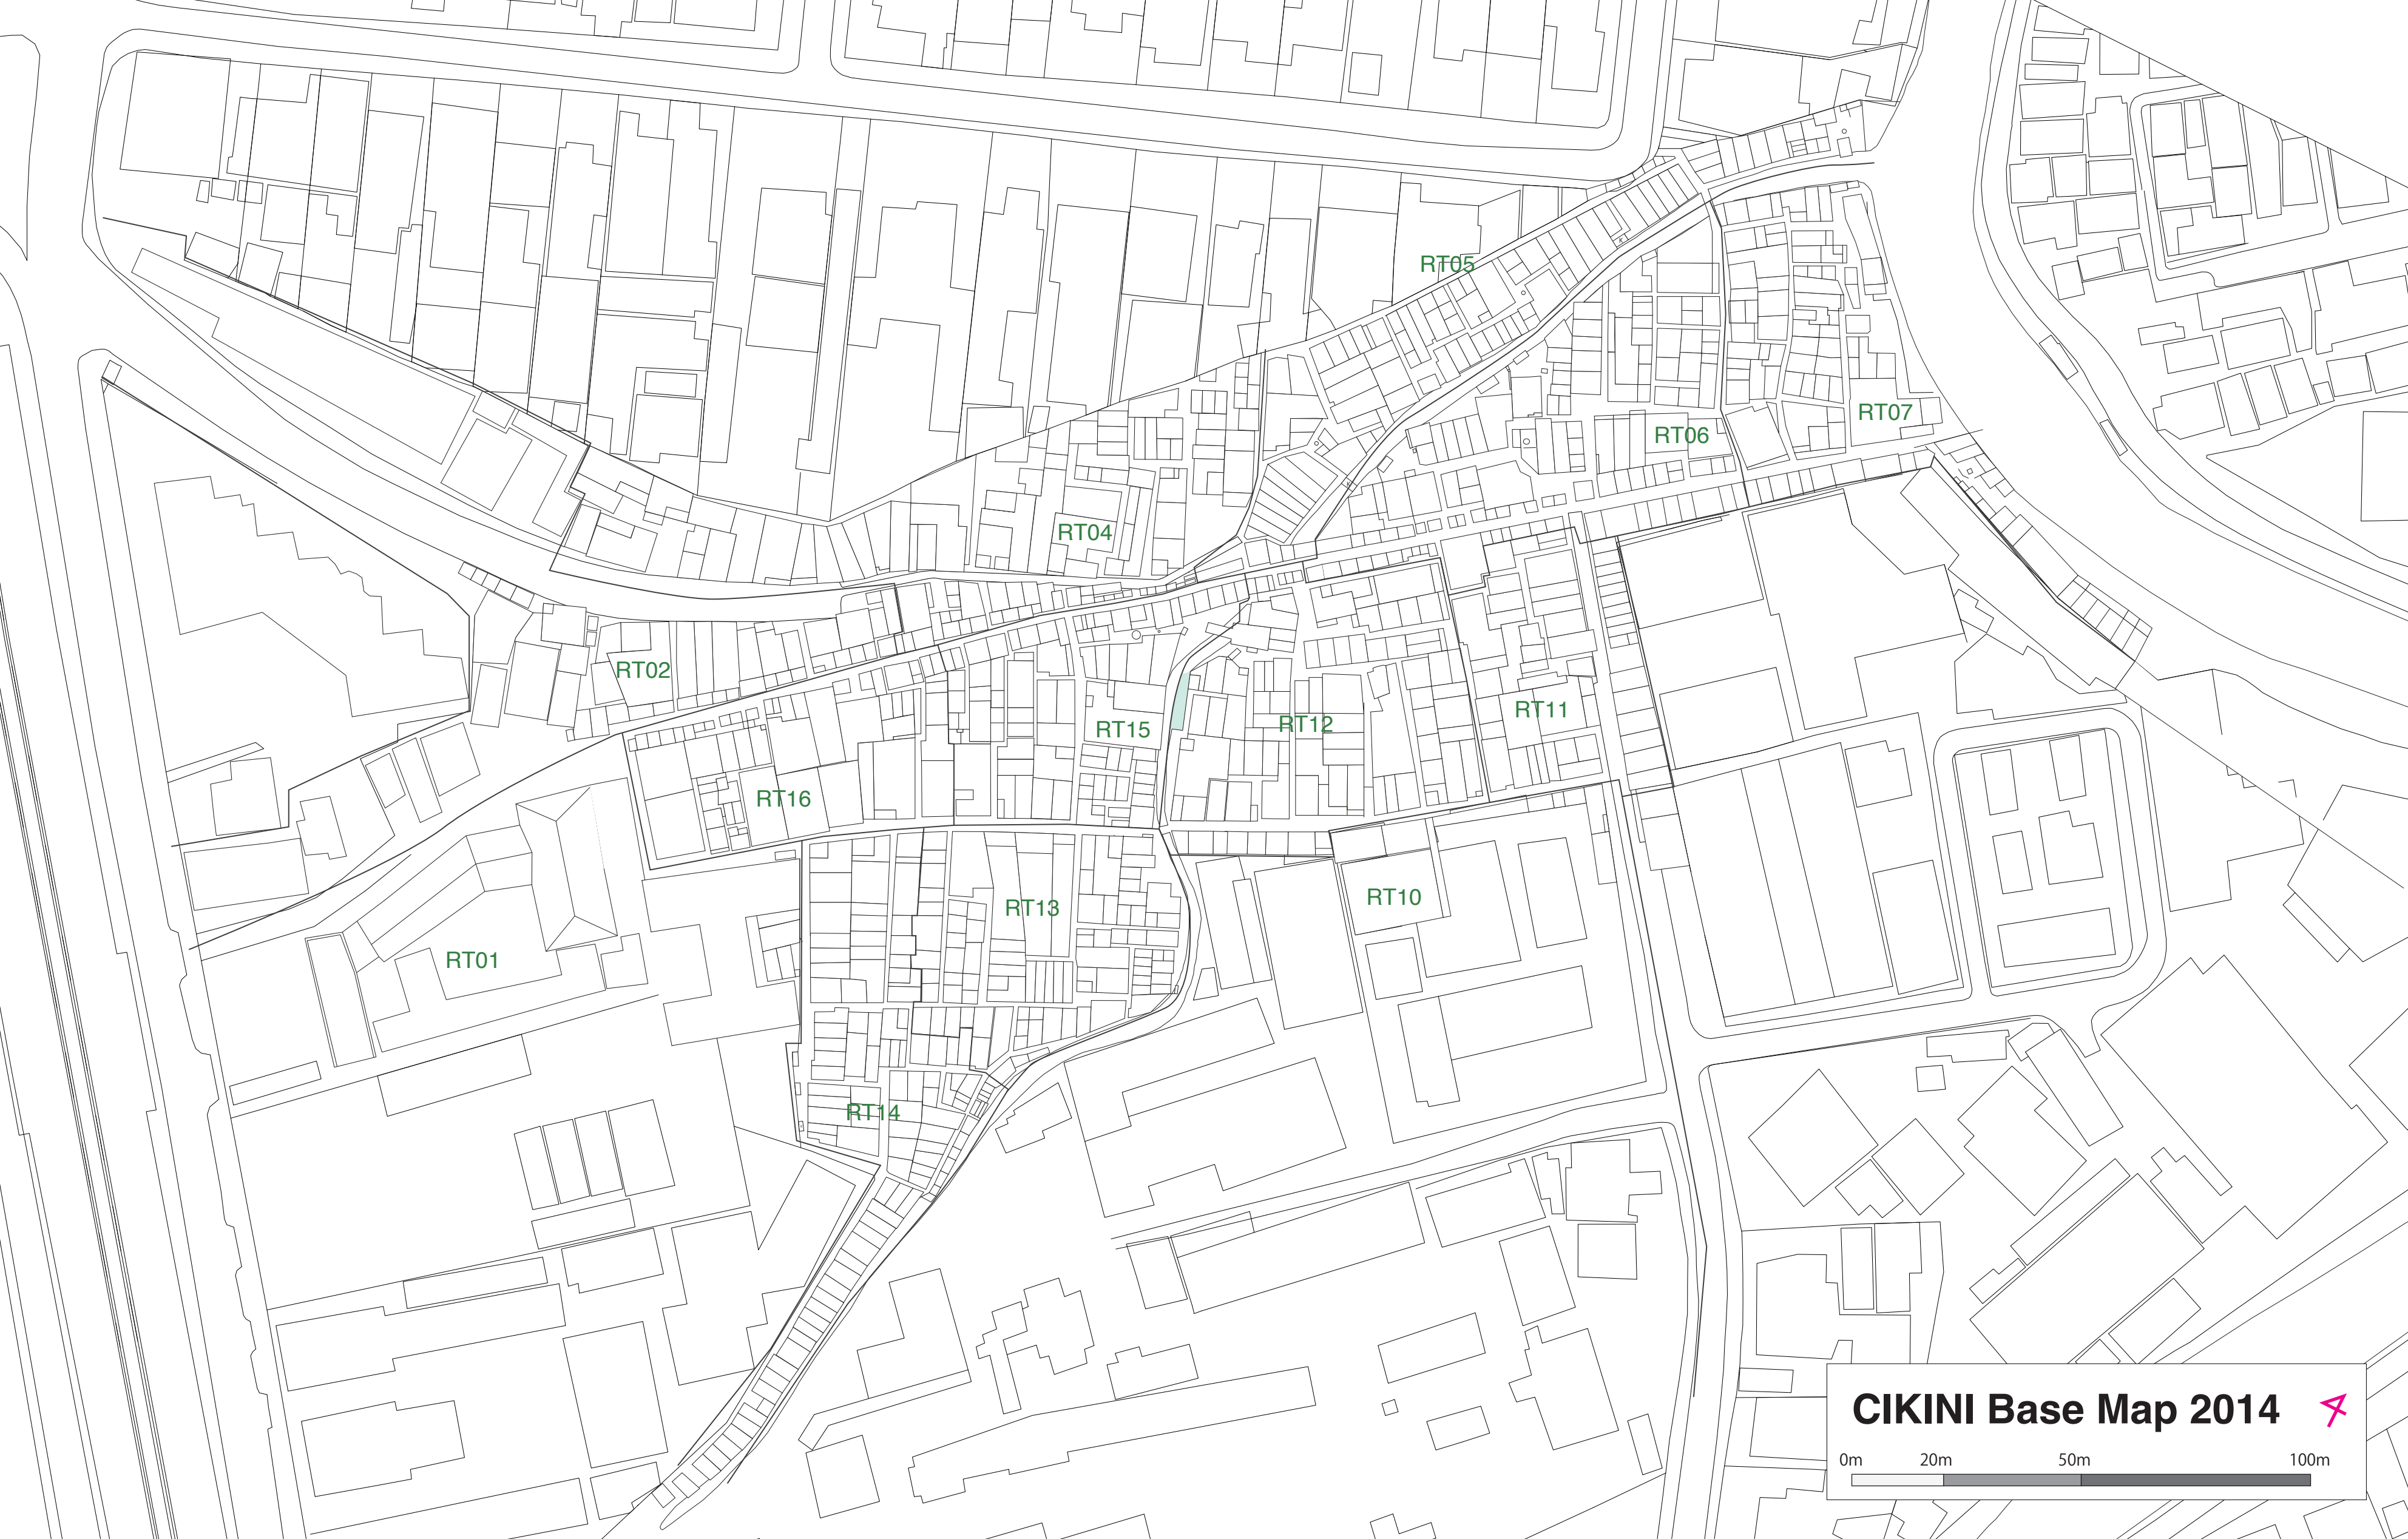 RT05
RT07
RT06
RT04
RT02
RT11
RT12
RT15
RT16
RT10
RT13
RT01
RT14
CIKINI Base Map 2014
0m 20m 50m 100m